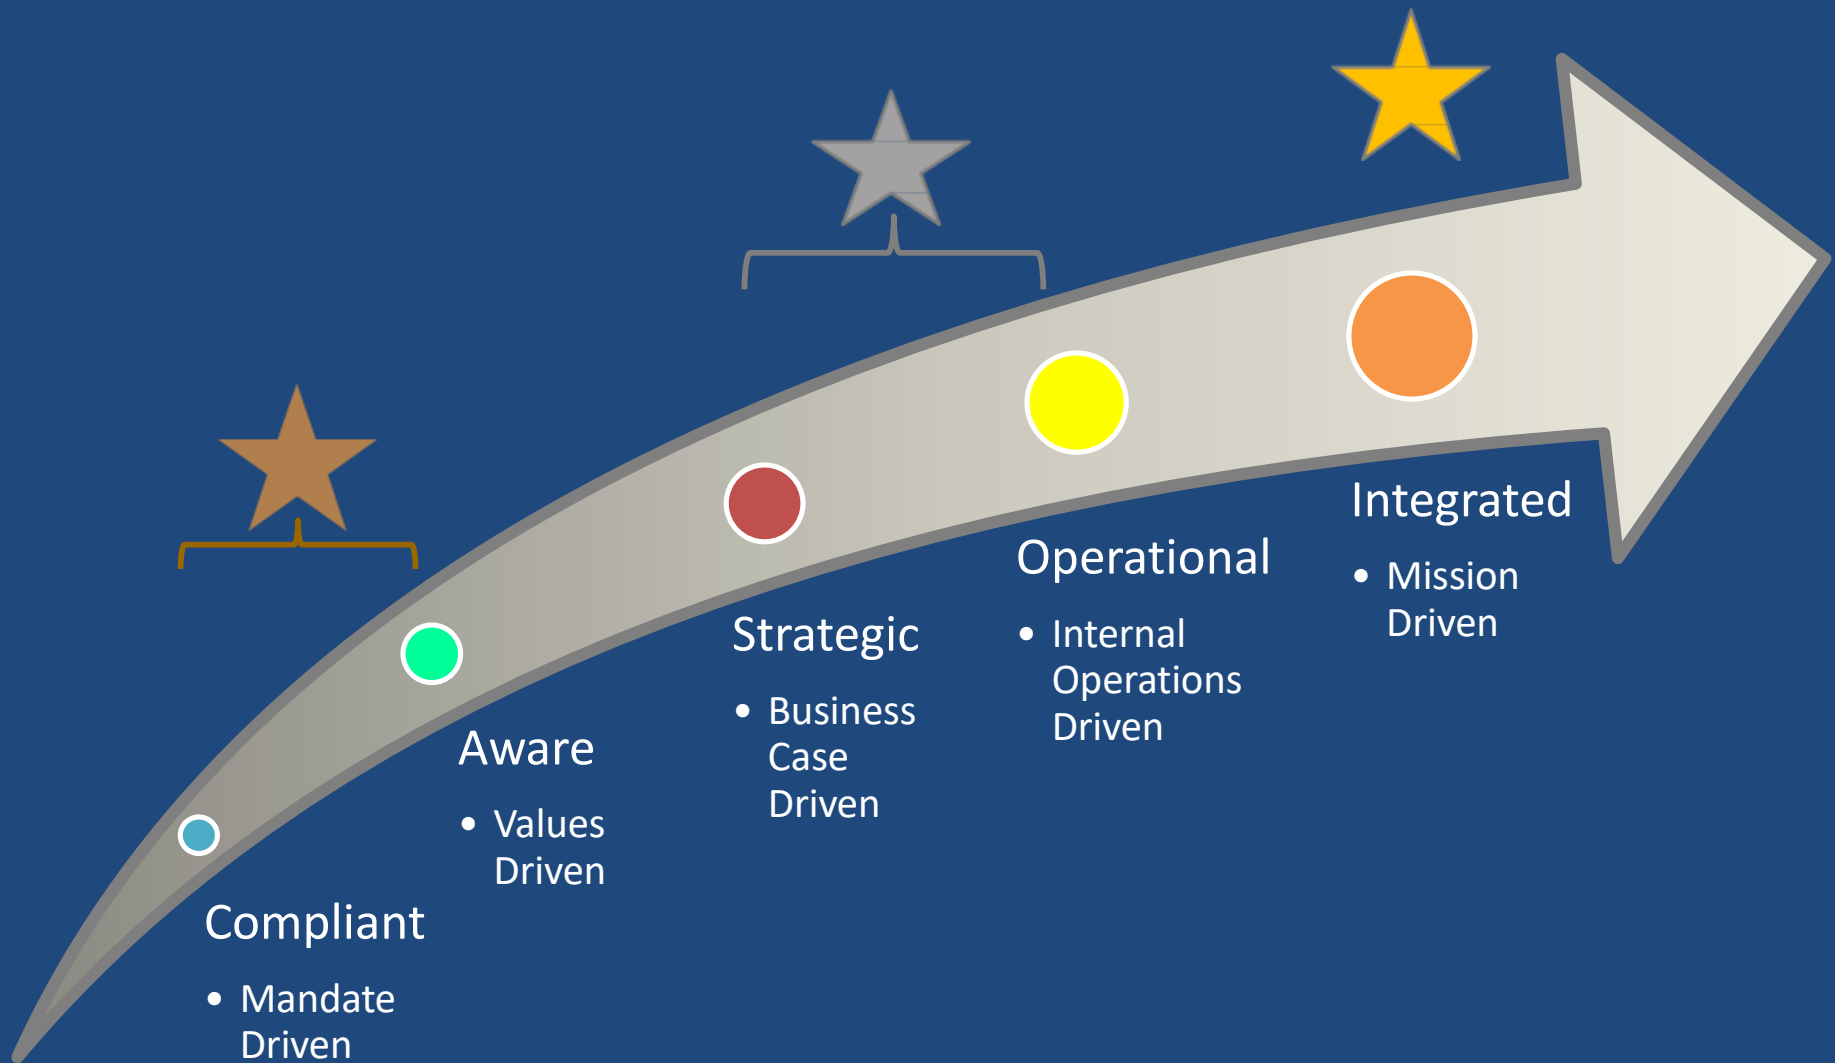 Compliant
• Mandate
Driven
Aware
• Values
Driven
Strategic
• Business
Case
Driven
Operational
• Internal
Operations
Driven
Integrated
• Mission
Driven